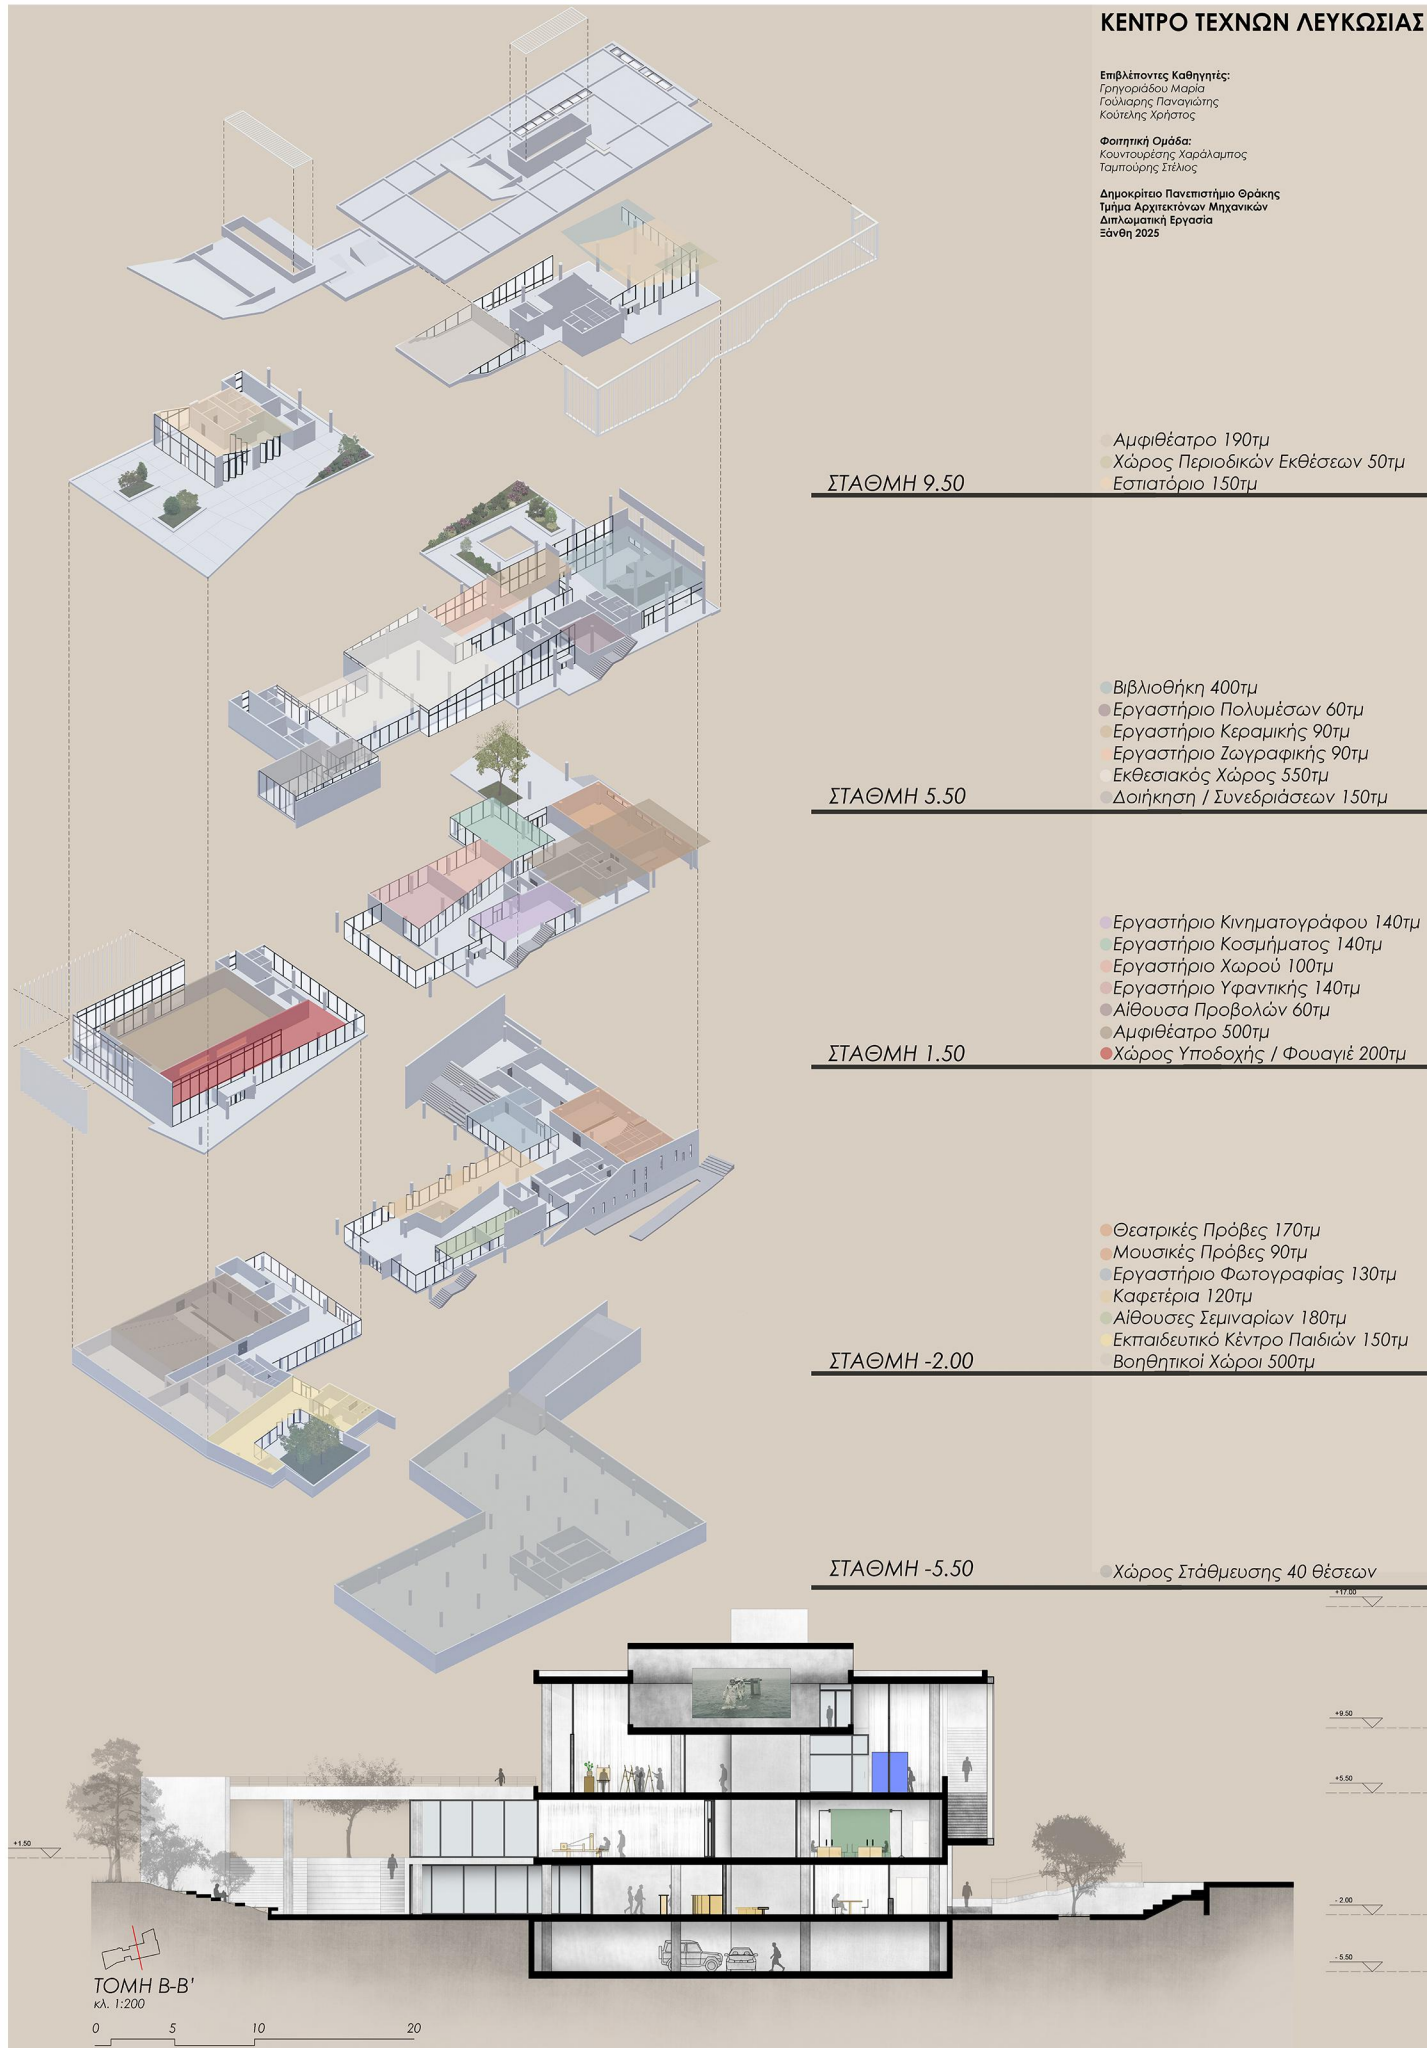 ΚΕΝΤΡΟ ΤΕΧΝΩΝ ΛΕΥΚΩΣΙΑΣ
Επιβλέποντες Καθηγητές:
Γρηγοριάδου Μαρία
Γούλιαρης Παναγιώτης
Κούτελης Χρήστος
Φοιτητική Ομάδα:
Κουντουρέσης Χαράλαμπος
Ταμπούρης Στέλιος
Δημοκρίτειο Πανεπιστήμιο Θράκης
Τμήμα Αρχιτεκτόνων Μηχανικών
Διπλωματική Εργασία
Ξάνθη 2025
Αμφιθέατρο 190τμ
Χώρος Περιοδικών Εκθέσεων 50τμ
ΣΤΑΘΜΗ 9.50
Εστιατόριο 150τμ
Βιβλιοθήκη 400τμ
Εργαστήριο Πολυμέσων 60τμ
Εργαστήριο Κεραμικής 90τμ
Εργαστήριο Ζωγραφικής 90τμ
Εκθεσιακός Χώρος 550τμ
ΣΤΑΘΜΗ 5.50
Δοιήκηση / Συνεδριάσεων 150τμ
Εργαστήριο Κινηματογράφου 140τμ
Εργαστήριο Κοσμήματος 140τμ
Εργαστήριο Χωρού 100τμ
Εργαστήριο Υφαντικής 140τμ
Αίθουσα Προβολών 60τμ
Αμφιθέατρο 500τμ
ΣΤΑΘΜΗ 1.50
Χώρος Υποδοχής / Φουαγιέ 200τμ
Θεατρικές Πρόβες 170τμ
Μουσικές Πρόβες 90τμ
Εργαστήριο Φωτογραφίας 130τμ
Καφετέρια 120τμ
Αίθουσες Σεμιναρίων 180τμ
Εκπαιδευτικό Κέντρο Παιδιών 150τμ
ΣΤΑΘΜΗ -2.00
Βοηθητικοί Χώροι 500τμ
ΣΤΑΘΜΗ -5.50
Χώρος Στάθμευσης 40 θέσεων
+17.00
+9.50
+5.50
+1.50
- 2.00
- 5.50
ΤΟΜΗ Β-Β'
κλ. 1:200
0 5 10 20